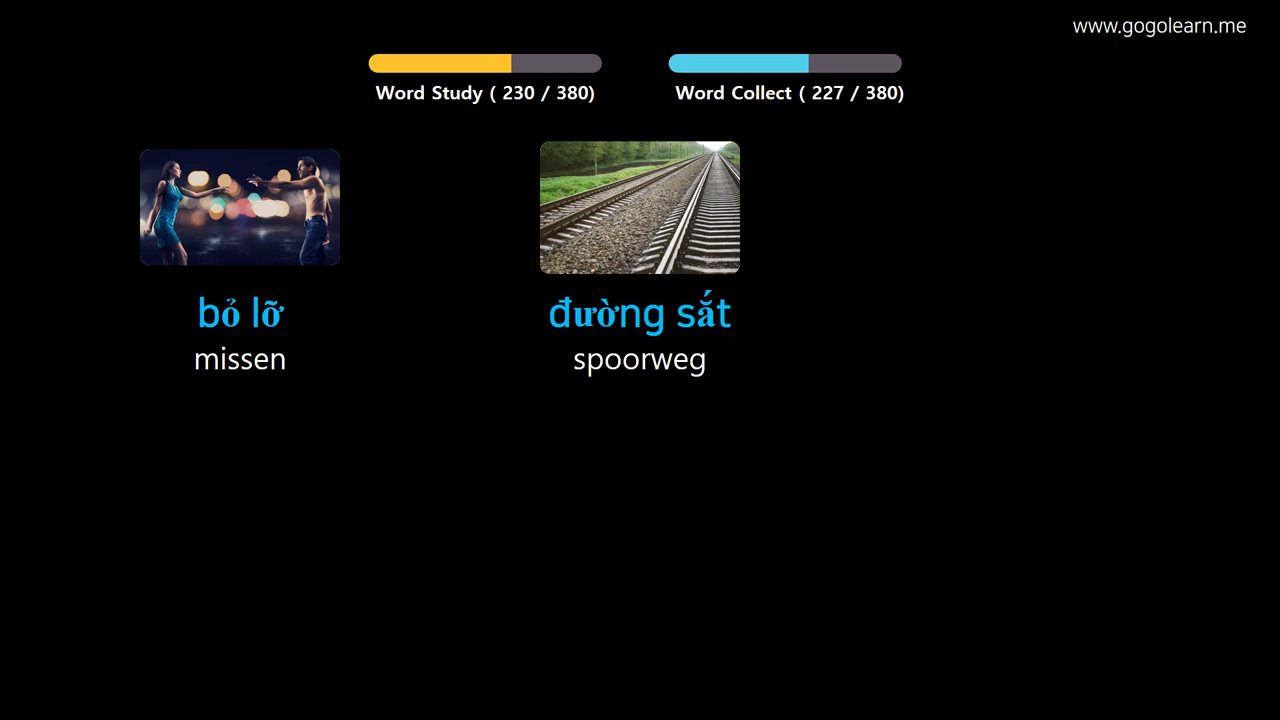 www.gogolearn.me
Word Study ( 230 / 380)
Word Collect ( 227 / 380)
bỏ lỡ
missen
đường sắt
spoorweg